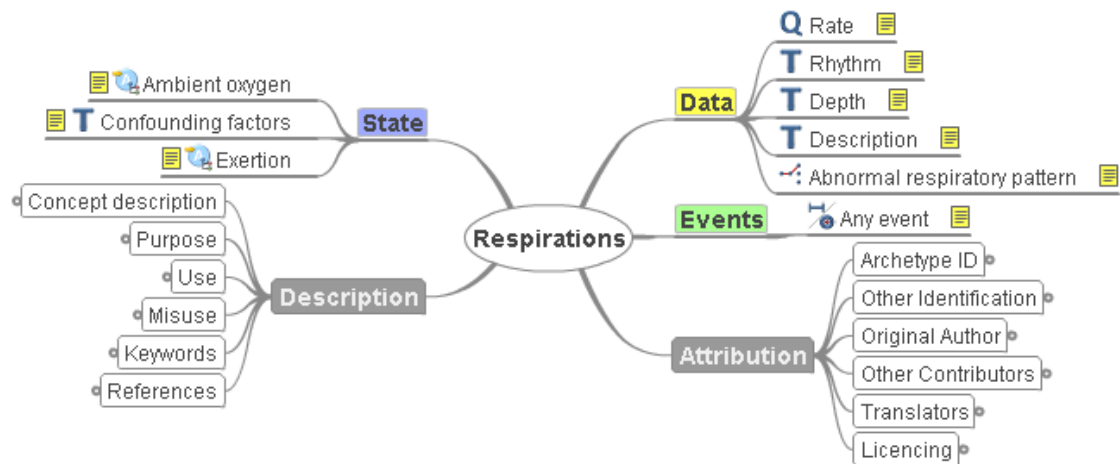 Respirations
Data
Q Rate
T Rhythm
T Depth
T Description
Abnormal respiratory pattern
Events
Any event
Attribution
Archetype ID
Other Identification
Original Author
Other Contributors
Translators
Licencing
State
Ambient oxygen
T Confounding factors
Exertion
Description
Concept description
Purpose
Use
Misuse
Keywords
References